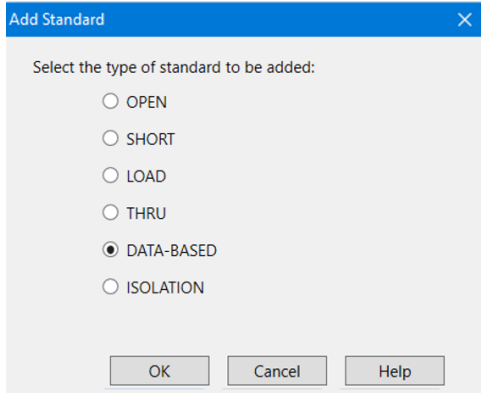 Add Standard
Select the type of standard to be added:
OPEN
SHORT
LOAD
THRU
DATA-BASED
ISOLATION
OK Cancel Help